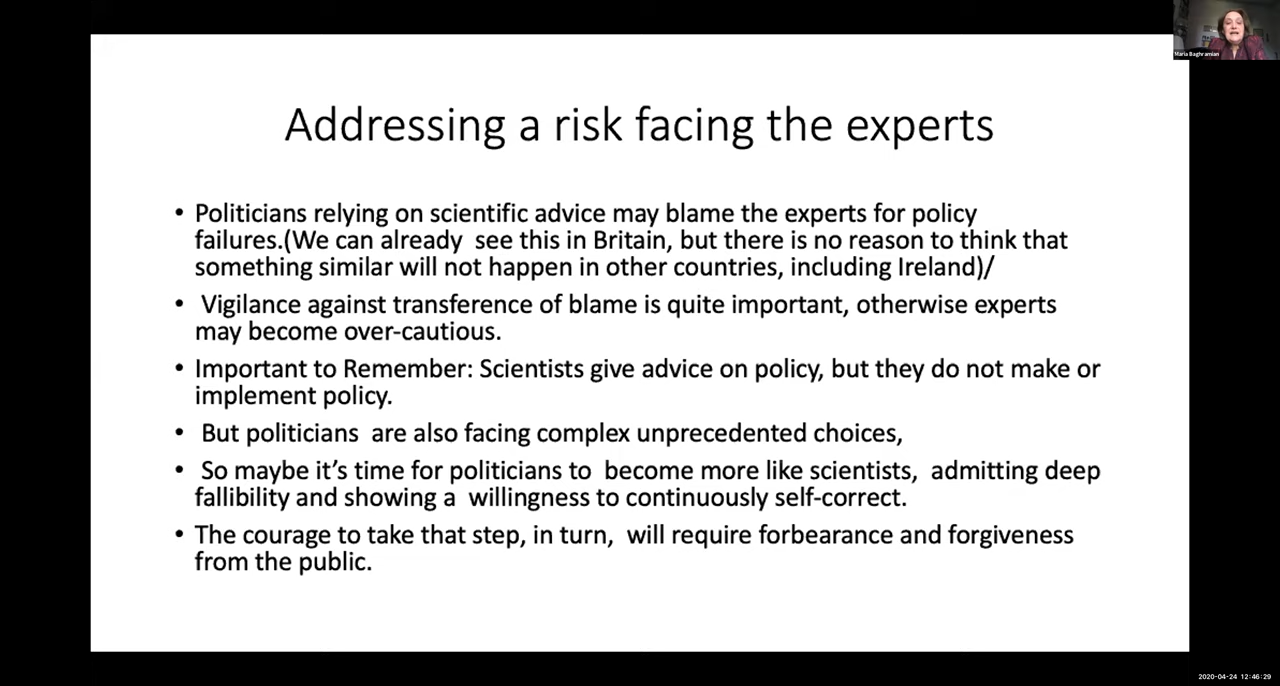 Maria Baghramian
Addressing a risk facing the experts
• Politicians relying on scientific advice may blame the experts for policy
failures.(We can already  see this in Britain, but there is no reason to think that
something similar will not happen in other countries, including Ireland)/
•  Vigilance against transference of blame is quite important, otherwise experts
may become over-cautious.
• Important to Remember: Scientists give advice on policy, but they do not make or
implement policy.
•  But politicians  are also facing complex unprecedented choices,
•  So maybe it’s time for politicians to  become more like scientists,  admitting deep
fallibility and showing a  willingness to continuously self-correct.
• The courage to take that step, in turn,  will require forbearance and forgiveness
from the public.
2020-04-24 12:46:29